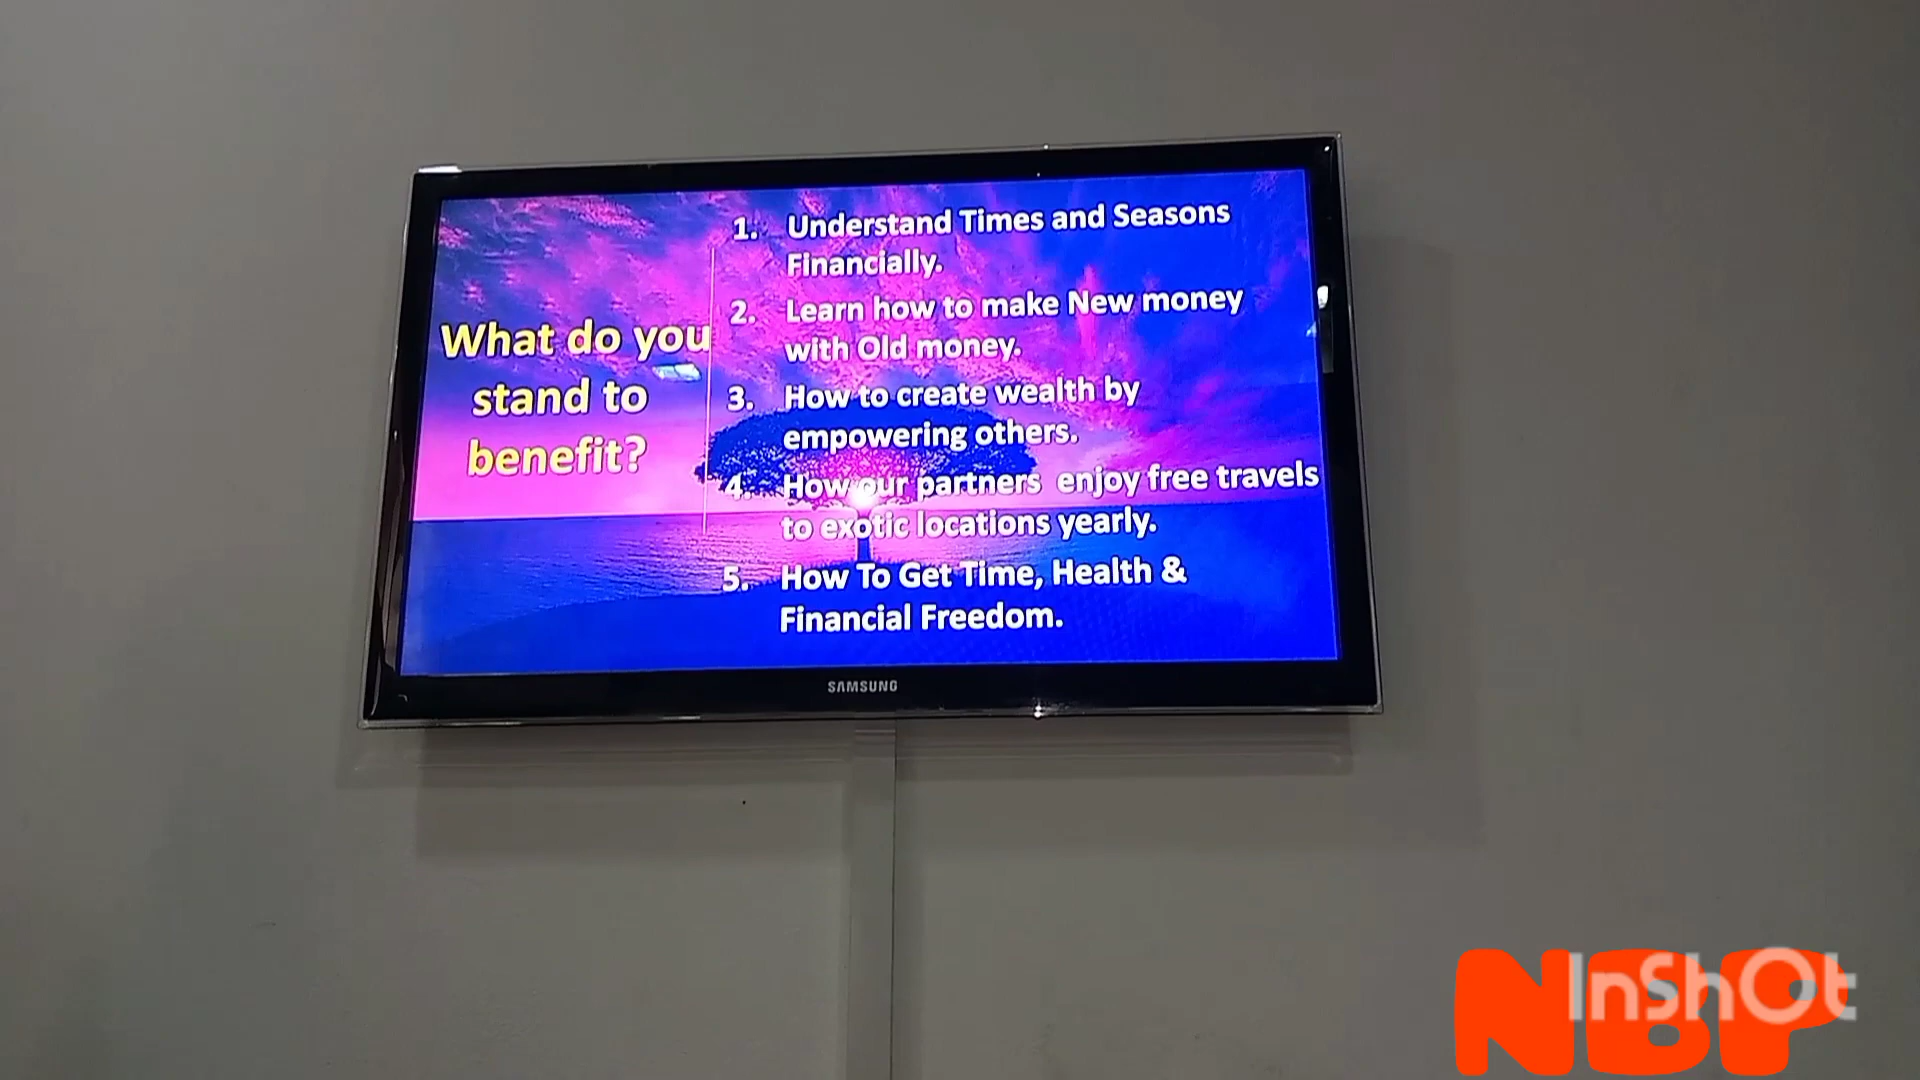 What do you
stand to
benefit?
1. Understand Times and Seasons
Financially.
2. Learn how to make New money
with Old money.
3. How to create wealth by
empowering others.
4. How our partners enjoy free travels
to exotic locations yearly.
5. How To Get Time, Health &
Financial Freedom.
SAMSUNG
NBP
InShOt